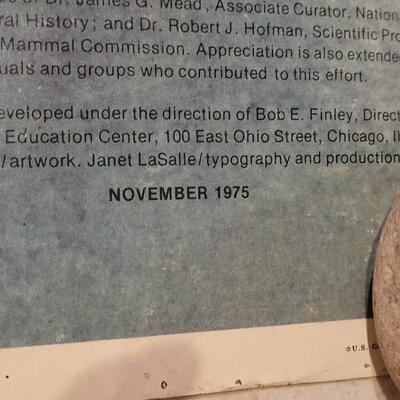 of Dr. James G. Mead, Associate Curator, Nationa
ral History; and Dr. Robert J. Hofman, Scientific Pro
Mammal Commission. Appreciation is also extende
uals and groups who contributed to this effort.
eveloped under the direction of Bob E. Finley, Direct
Education Center, 100 East Ohio Street, Chicago, Il
/artwork. Janet LaSalle/typography and production
NOVEMBER 1975
☆U.S. G